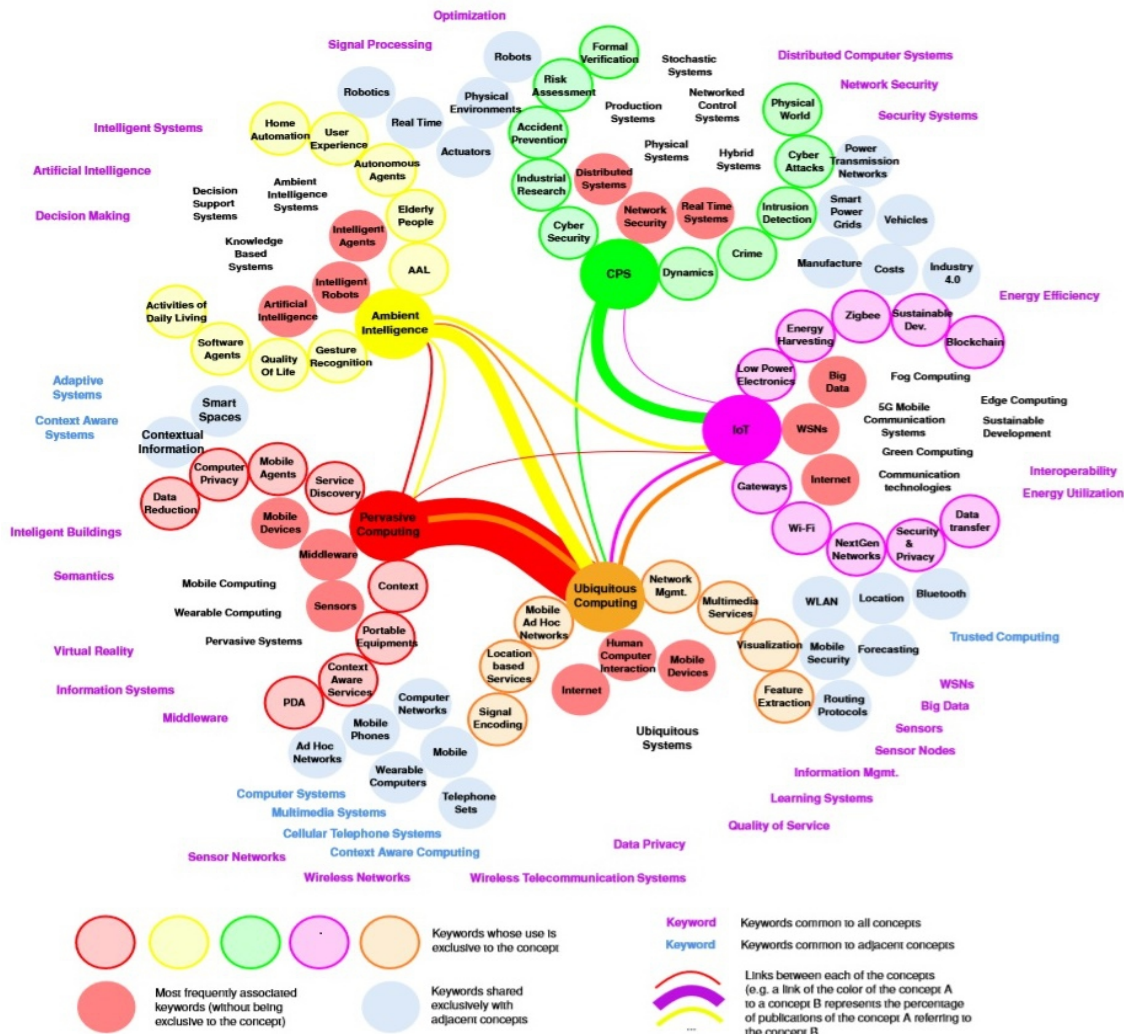 Optimization
Signal Processing
Robots
Formal
Verification
Stochastic
Systems
Distributed Computer Systems
Risk
Assessment
Network Security
Robotics
Physical
Environments
Production
Systems
Networked
Control
Systems
Physical
World
Security Systems
Intelligent Systems
Home
Automation
User
Experience
Real Time
Actuators
Accident
Prevention
Physical
Systems
Hybrid
Systems
Cyber
Attacks
Power
Transmission
Networks
Artificial Intelligence
Autonomous
Agents
Industrial
Research
Distributed
Systems
Decision
Support
Systems
Ambient
Intelligence
Systems
Intrusion
Detection
Smart
Power
Grids
Vehicles
Decision Making
Elderly
People
Network
Security
Real Time
Systems
Cyber
Security
Intelligent
Agents
Knowledge
Based
Systems
Crime
Manufacture
Costs
Industry
4.0
AAL
CPS
Dynamics
Intelligent
Robots
Energy Efficiency
Activities of
Daily Living
Artificial
Intelligence
Ambient
Intelligence
Zigbee
Sustainable
Dev.
Energy
Harvesting
Blockchain
Software
Agents
Quality
Of Life
Gesture
Recognition
Low Power
Electronics
Big
Data
Fog Computing
Adaptive
Systems
Smart
Spaces
Edge Computing
Context Aware
Systems
Contextual
Information
IoT
WSNs
5G Mobile
Communication
Systems
Sustainable
Development
Green Computing
Computer
Privacy
Mobile
Agents
Service
Discovery
Gateways
Internet
Communication
technologies
Interoperability
Energy Utilization
Data
Reduction
Mobile
Devices
Pervasive
Computing
Wi-Fi
NextGen
Networks
Security
&
Privacy
Data
transfer
Inteligent Buildings
Middleware
Semantics
Mobile Computing
Context
Ubiquitous
Computing
Network
Mgmt.
Multimedia
Services
WLAN
Location
Bluetooth
Wearable Computing
Sensors
Mobile
Ad Hoc
Networks
Pervasive Systems
Portable
Equipments
Visualization
Mobile
Security
Forecasting
Trusted Computing
Virtual Reality
Human
Computer
Interaction
Mobile
Devices
Location
based
Services
Internet
Information Systems
Context
Aware
Services
PDA
Feature
Extraction
Routing
Protocols
WSNs
Computer
Networks
Signal
Encoding
Big Data
Middleware
Mobile
Phones
Ad Hoc
Networks
Mobile
Ubiquitous
Systems
Sensors
Sensor Nodes
Wearable
Computers
Telephone
Sets
Information Mgmt.
Computer Systems
Learning Systems
Multimedia Systems
Quality of Service
Cellular Telephone Systems
Data Privacy
Sensor Networks
Context Aware Computing
Wireless Networks
Wireless Telecommunication Systems
Keywords whose use is
exclusive to the concept
Keyword
Keywords common to all concepts
Keyword
Keywords common to adjacent concepts
Most frequently associated
keywords (without being
exclusive to the concept)
Keywords shared
exclusively with
adjacent concepts
Links between each of the concepts
(e.g. a link of the color of the concept A
to a concept B represents the percentage
of publications of the concept A referring to
the concept B
...